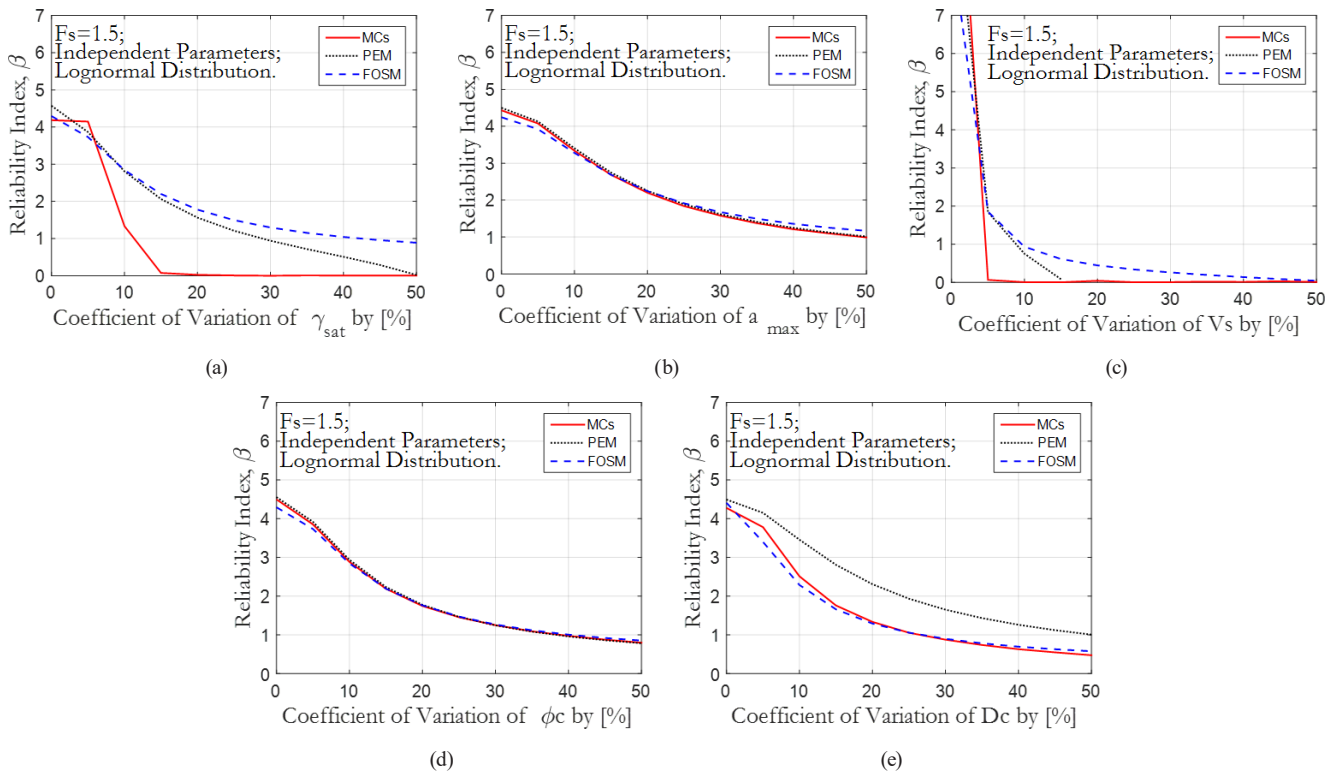 Fs=1.5;
Independent Parameters;
Lognormal Distribution.
MCs
PEM
FOSM
7
6
5
4
3
2
1
0
Reliability Index, β
0 10 20 30 40 50
Coefficient of Variation of γsat by [%]
(a)
Fs=1.5;
Independent Parameters;
Lognormal Distribution.
MCs
PEM
FOSM
7
6
5
4
3
2
1
0
Reliability Index, β
0 10 20 30 40 50
Coefficient of Variation of a max by [%]
(b)
Fs=1.5;
Independent Parameters;
Lognormal Distribution.
MCs
PEM
FOSM
7
6
5
4
3
2
1
0
Reliability Index, β
0 10 20 30 40 50
Coefficient of Variation of Vs by [%]
(c)
Fs=1.5;
Independent Parameters;
Lognormal Distribution.
MCs
PEM
FOSM
7
6
5
4
3
2
1
0
Reliability Index, β
0 10 20 30 40 50
Coefficient of Variation of ϕc by [%]
(d)
Fs=1.5;
Independent Parameters;
Lognormal Distribution.
MCs
PEM
FOSM
7
6
5
4
3
2
1
0
Reliability Index, β
0 10 20 30 40 50
Coefficient of Variation of Dc by [%]
(e)